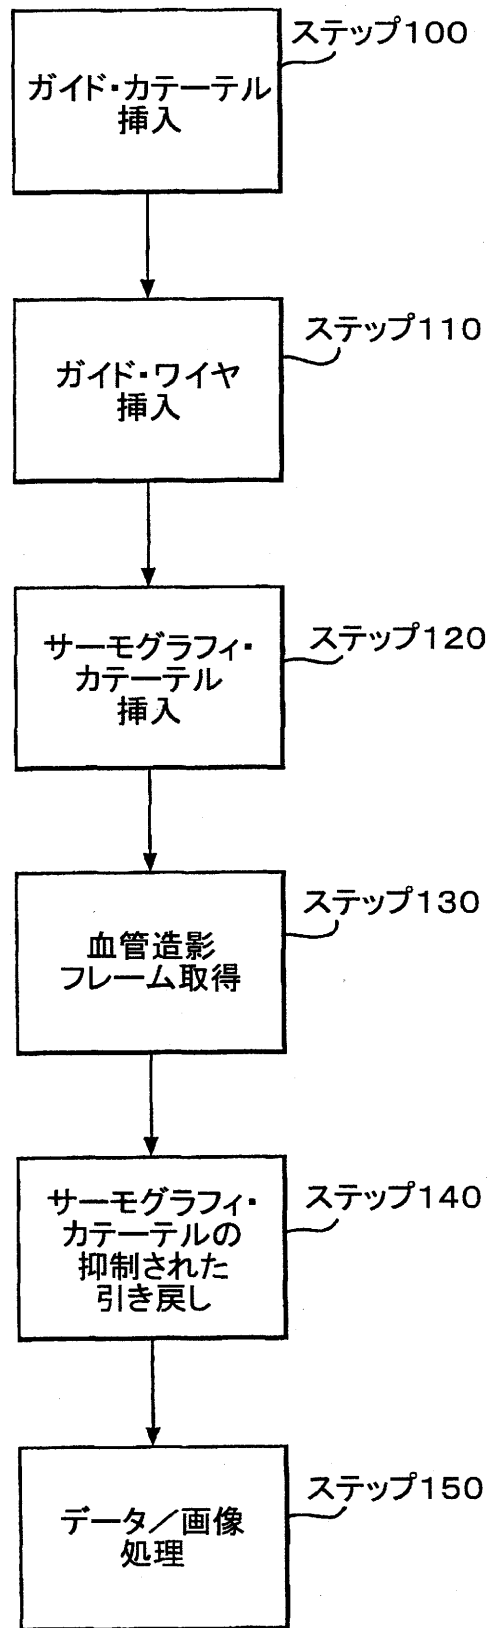 ステップ100
ガイド・カテーテル
挿入
ステップ110
ガイド・ワイヤ
挿入
ステップ120
サーモグラフィ・
カテーテル
挿入
ステップ130
血管造影
フレーム取得
ステップ140
サーモグラフィ・
カテーテルの
抑制された
引き戻し
ステップ150
データ／画像
処理